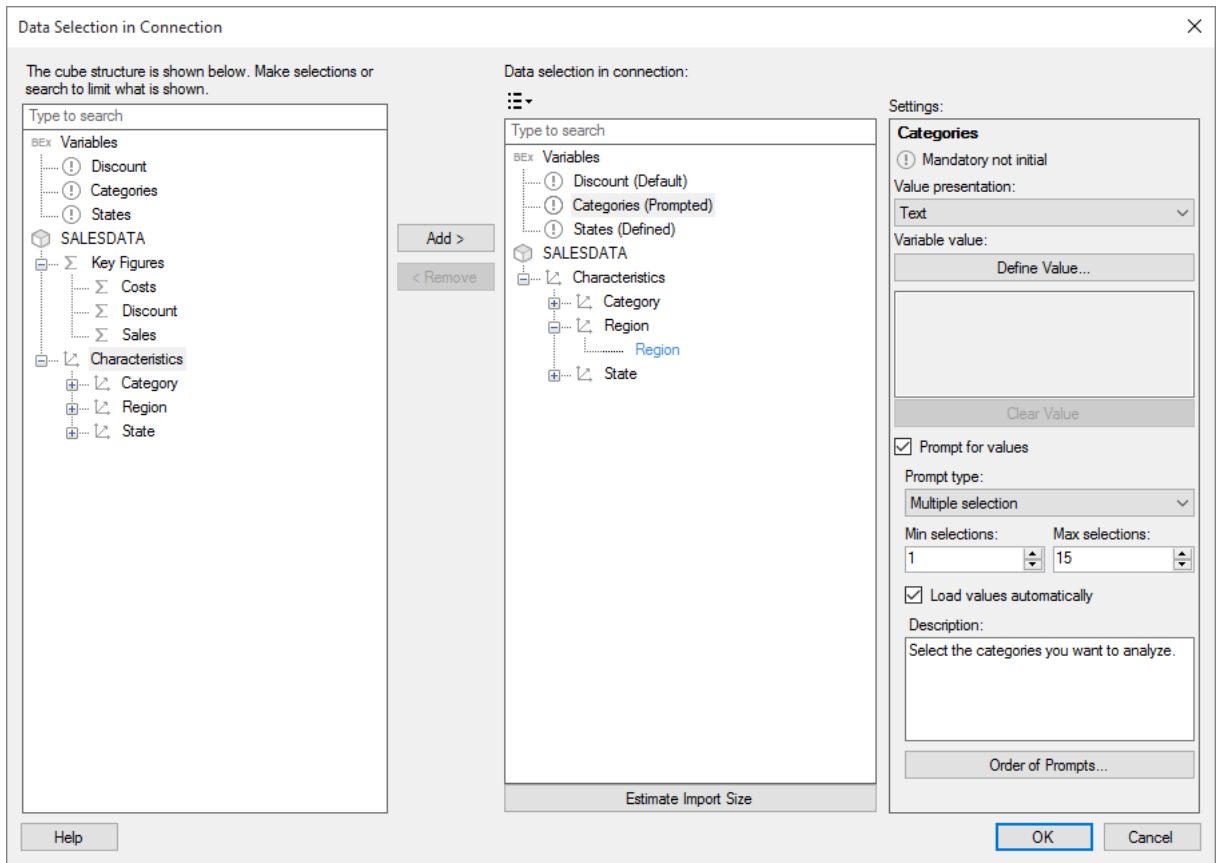 Data Selection in Connection
The cube structure is shown below. Make selections or
search to limit what is shown.
Type to search
BEx Variables
Discount
Categories
States
SALESDATA
Key Figures
Costs
Discount
Sales
Characteristics
Category
Region
State
Add >
< Remove
Data selection in connection:
Type to search
BEx Variables
Discount (Default)
Categories (Prompted)
States (Defined)
SALESDATA
Characteristics
Category
Region
Region
State
Estimate Import Size
Settings:
Categories
Mandatory not initial
Value presentation:
Text
Variable value:
Define Value...
Clear Value
Prompt for values
Prompt type:
Multiple selection
Min selections: Max selections:
1 15
Load values automatically
Description:
Select the categories you want to analyze.
Order of Prompts...
Help
OK
Cancel